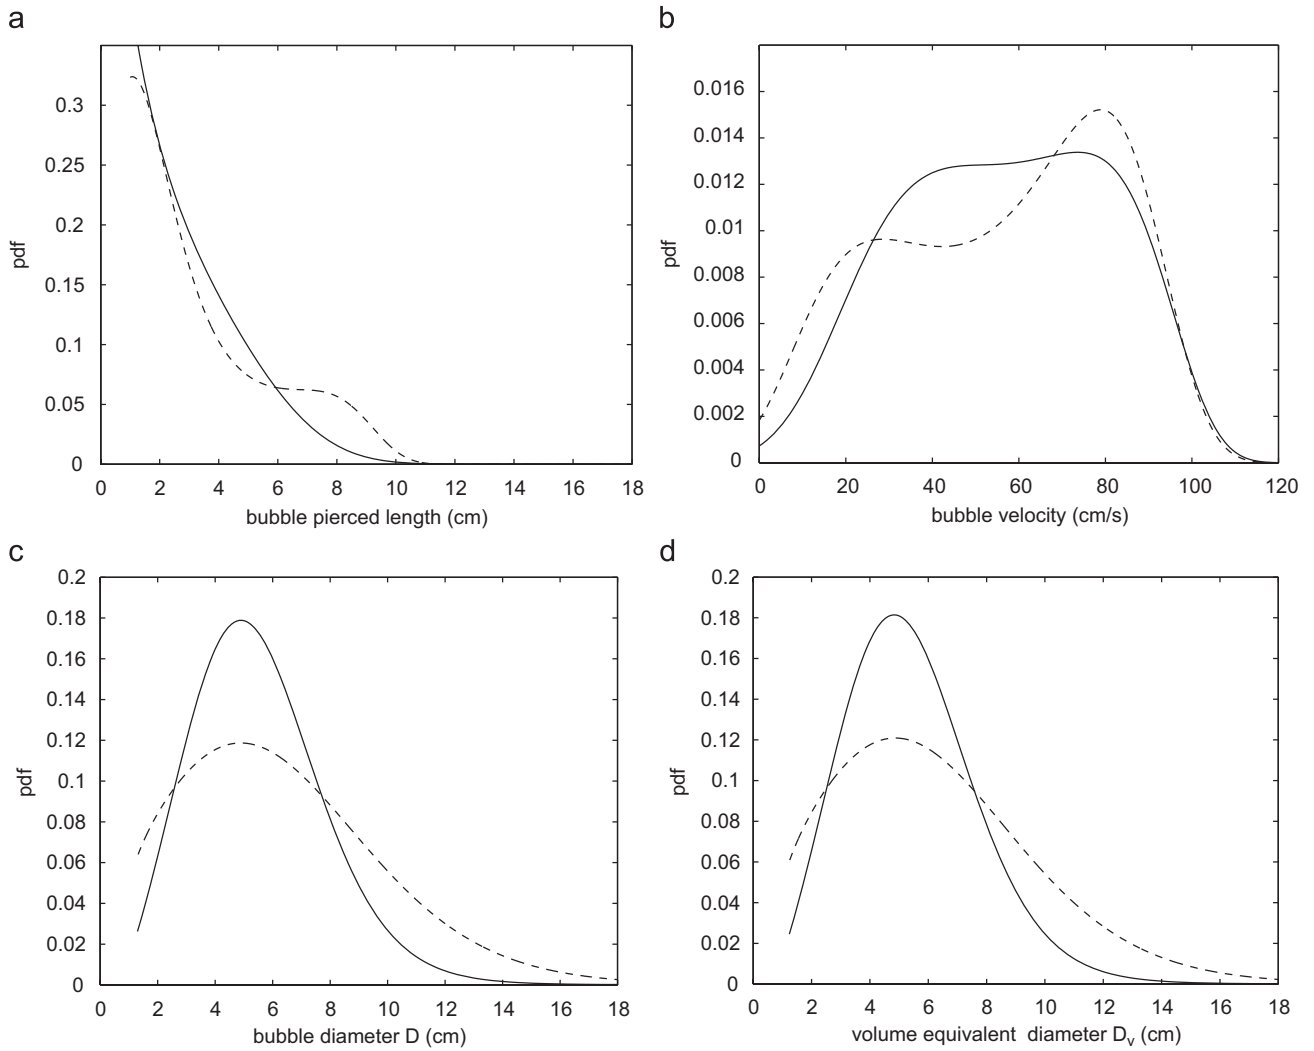 a
0.3
0.25
0.2
0.15
0.1
0.05
0
pdf
0 2 4 6 8 10 12 14 16 18
bubble pierced length (cm)
b
0.016
0.014
0.012
0.01
0.008
0.006
0.004
0.002
0
pdf
0 20 40 60 80 100 120
bubble velocity (cm/s)
c
0.2
0.18
0.16
0.14
0.12
0.1
0.08
0.06
0.04
0.02
0
pdf
0 2 4 6 8 10 12 14 16 18
bubble diameter D (cm)
d
0.2
0.18
0.16
0.14
0.12
0.1
0.08
0.06
0.04
0.02
0
pdf
0 2 4 6 8 10 12 14 16 18
volume equivalent diameter Dv (cm)